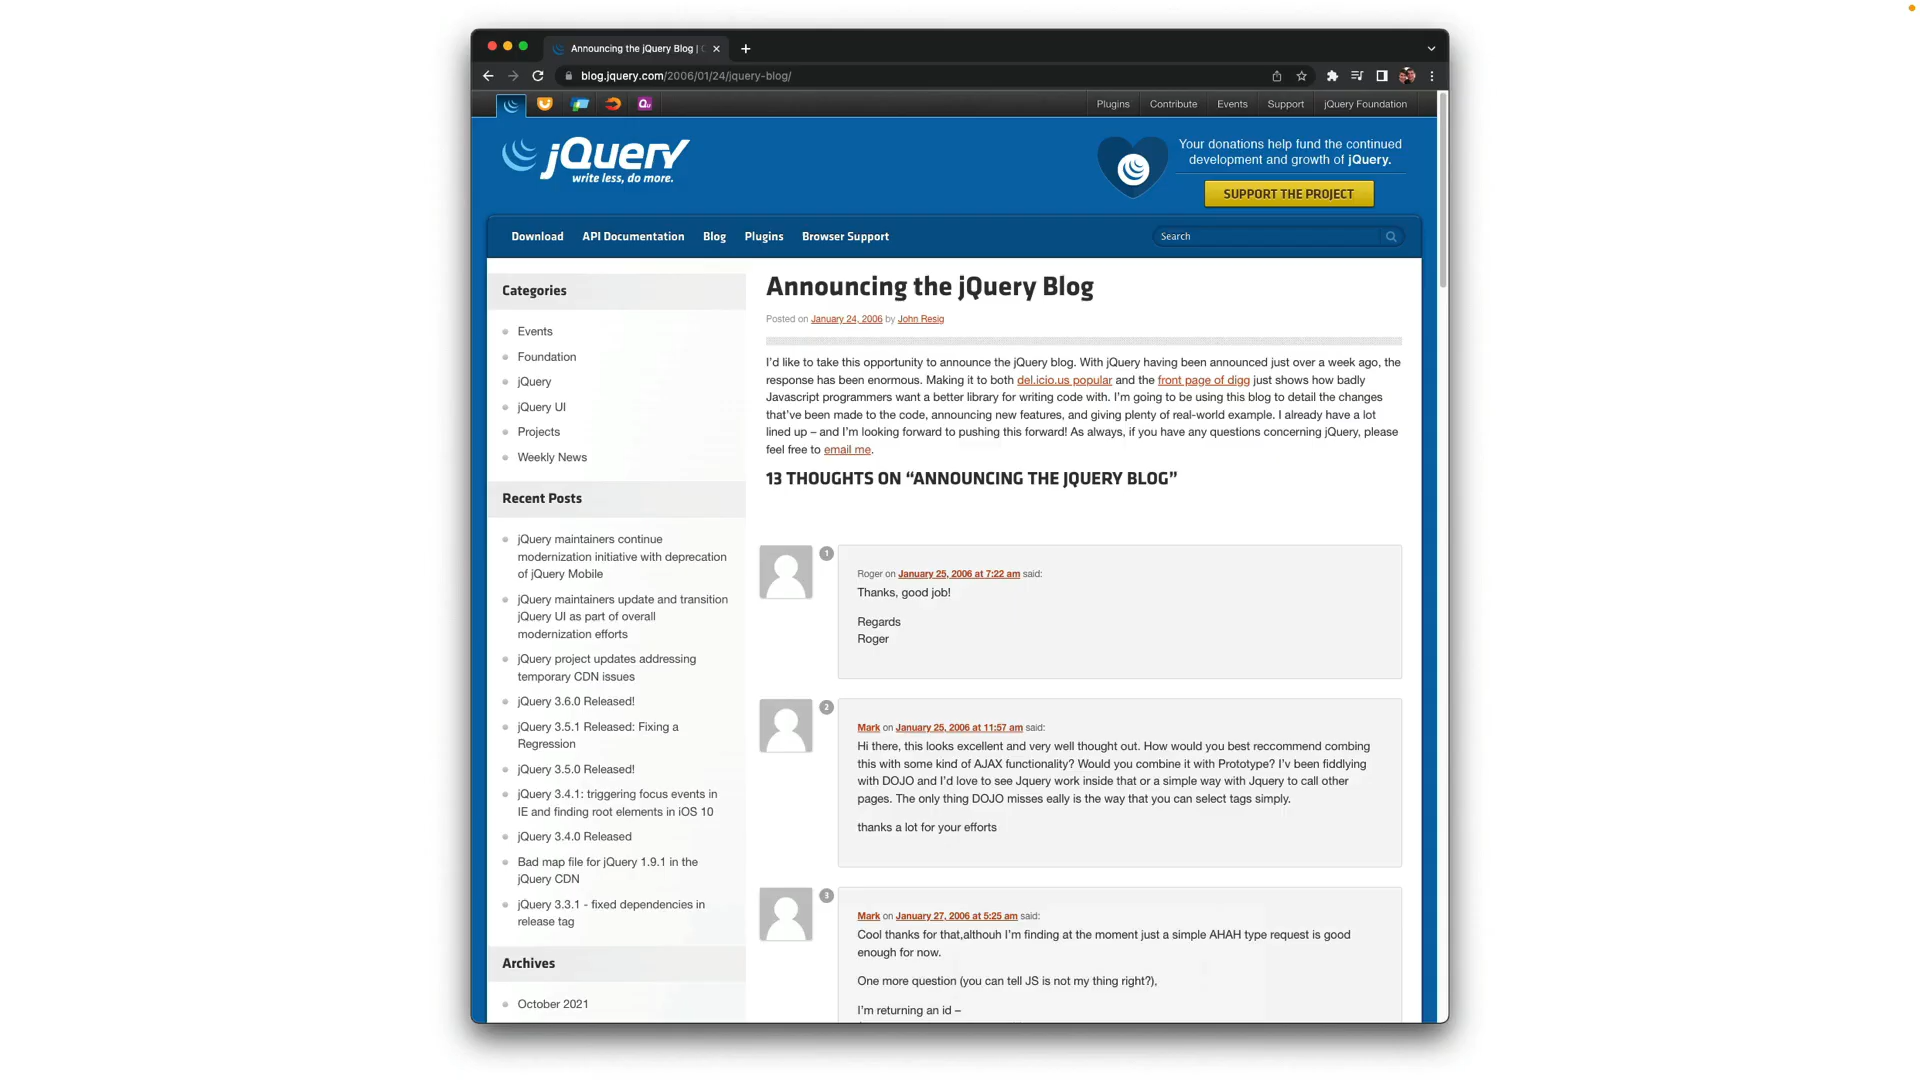 Announcing the jQuery Blog |
blog.jquery.com/2006/01/24/jquery-blog/
Plugins
Contribute
Events
Support
jQuery Foundation
jQuery
write less, do more.
Your donations help fund the continued
development and growth of jQuery.
SUPPORT THE PROJECT
Download
API Documentation
Blog
Plugins
Browser Support
Search
Categories
Events
Foundation
jQuery
jQuery UI
Projects
Weekly News
Recent Posts
jQuery maintainers continue
modernization initiative with deprecation
of jQuery Mobile
jQuery maintainers update and transition
jQuery UI as part of overall
modernization efforts
jQuery project updates addressing
temporary CDN issues
jQuery 3.6.0 Released!
jQuery 3.5.1 Released: Fixing a
Regression
jQuery 3.5.0 Released!
jQuery 3.4.1: triggering focus events in
IE and finding root elements in iOS 10
jQuery 3.4.0 Released
Bad map file for jQuery 1.9.1 in the
jQuery CDN
jQuery 3.3.1 - fixed dependencies in
release tag
Archives
October 2021
Announcing the jQuery Blog
Posted on January 24, 2006 by John Resig
I'd like to take this opportunity to announce the jQuery blog. With jQuery having been announced just over a week ago, the
response has been enormous. Making it to both del.icio.us popular and the front page of digg just shows how badly
Javascript programmers want a better library for writing code with. I'm going to be using this blog to detail the changes
that've been made to the code, announcing new features, and giving plenty of real-world example. I already have a lot
lined up – and I'm looking forward to pushing this forward! As always, if you have any questions concerning jQuery, please
feel free to email me.
13 THOUGHTS ON “ANNOUNCING THE JQUERY BLOG”
1
Roger on January 25, 2006 at 7:22 am said:
Thanks, good job!
Regards
Roger
2
Mark on January 25, 2006 at 11:57 am said:
Hi there, this looks excellent and very well thought out. How would you best reccommend combing
this with some kind of AJAX functionality? Would you combine it with Prototype? I'v been fiddlying
with DOJO and I'd love to see Jquery work inside that or a simple way with Jquery to call other
pages. The only thing DOJO misses eally is the way that you can select tags simply.
thanks a lot for your efforts
3
Mark on January 27, 2006 at 5:25 am said:
Cool thanks for that,althouh I'm finding at the moment just a simple AHAH type request is good
enough for now.
One more question (you can tell JS is not my thing right?),
I'm returning an id –